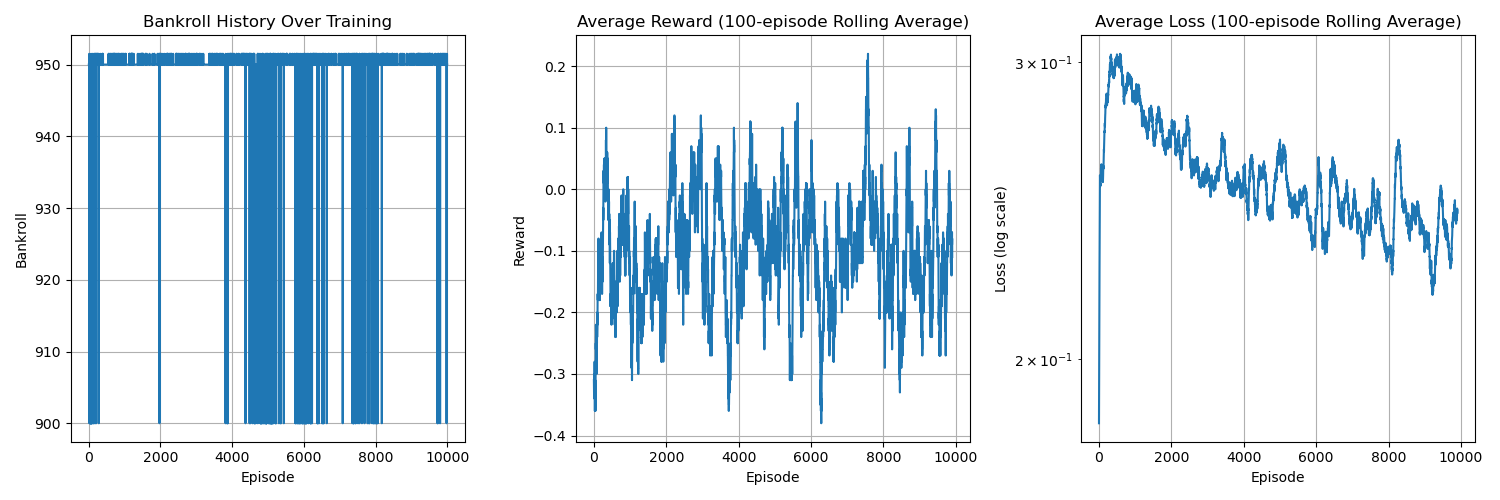 Bankroll History Over Training
950
940
930
920
910
900
Bankroll
0 2000 4000 6000 8000 10000
Episode
Average Reward (100-episode Rolling Average)
0.2
0.1
0.0
−0.1
−0.2
−0.3
−0.4
Reward
0 2000 4000 6000 8000 10000
Episode
Average Loss (100-episode Rolling Average)
3 × 10⁻¹
2 × 10⁻¹
Loss (log scale)
0 2000 4000 6000 8000 10000
Episode